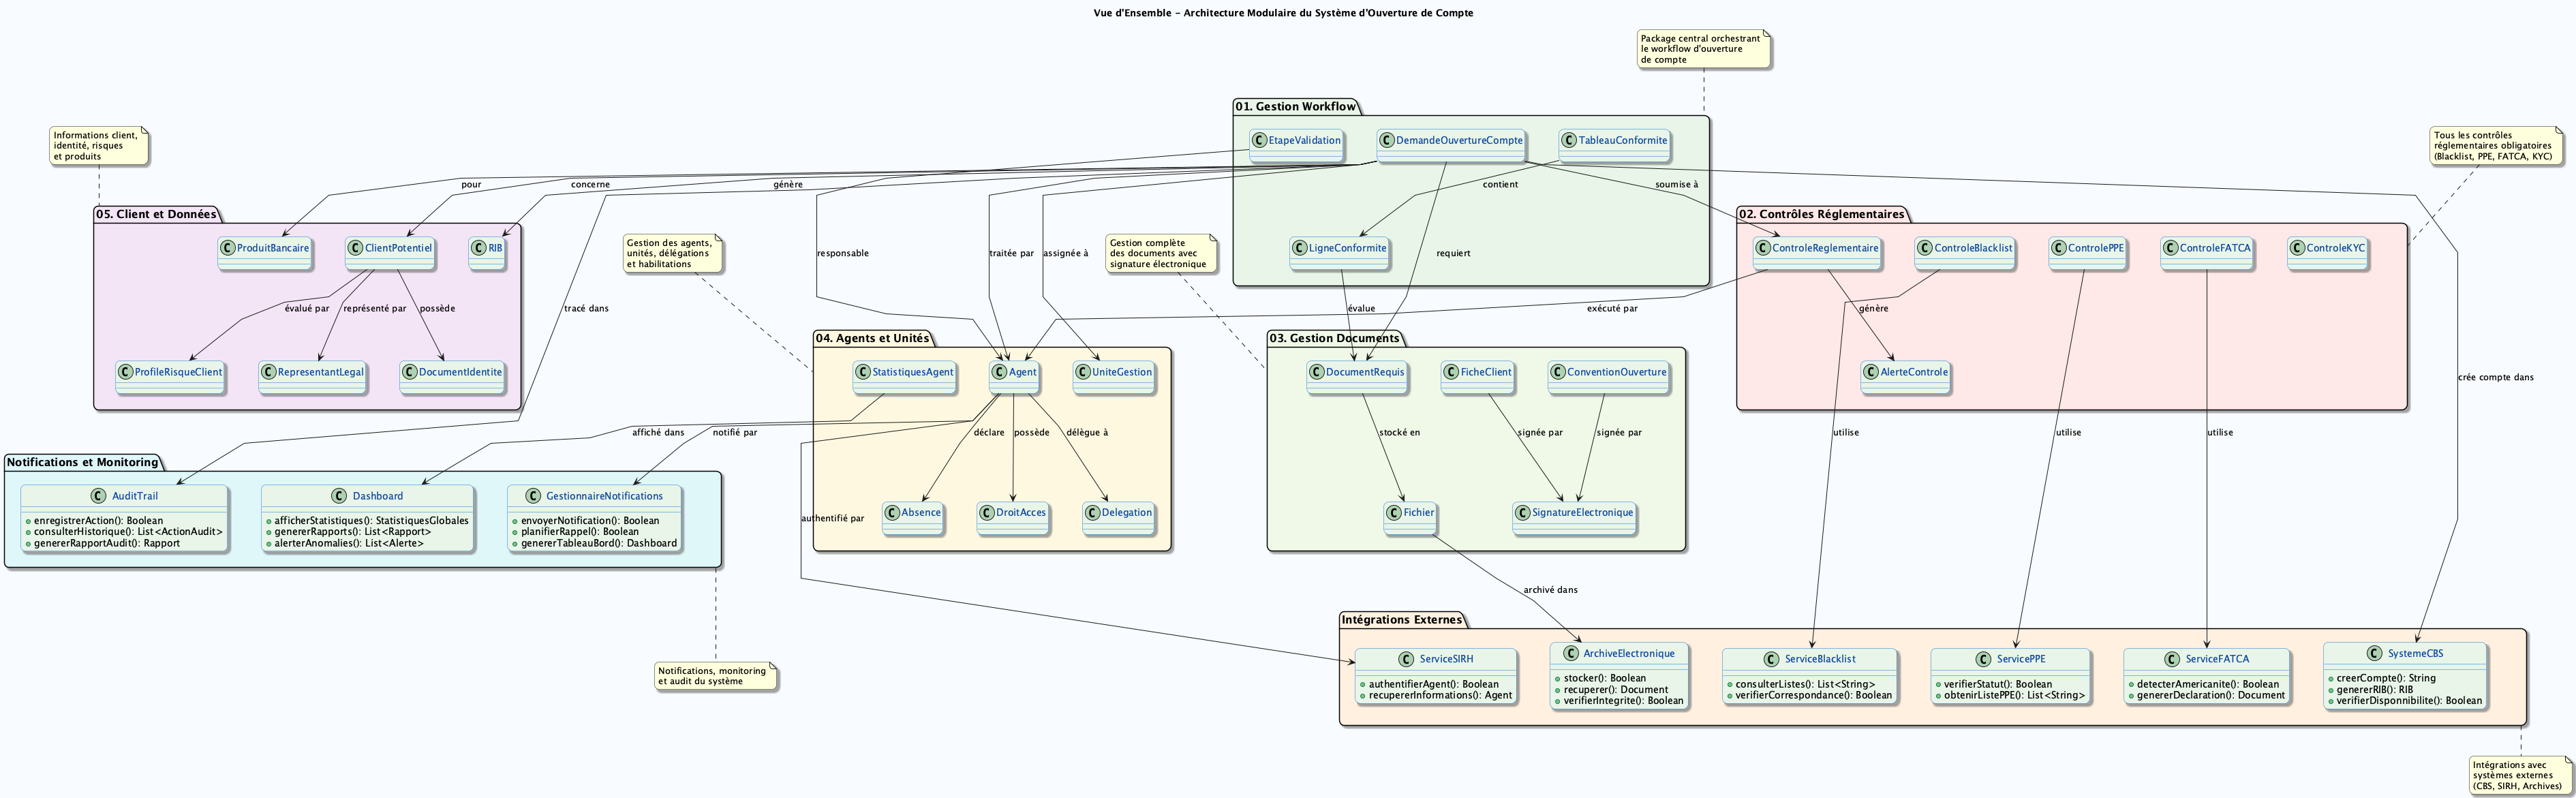 Vue d'Ensemble - Architecture Modulaire du Système d'Ouverture de Compte
Package central orchestrant
le workflow d'ouverture
de compte
01. Gestion Workflow
C EtapeValidation
C DemandeOuvertureCompte
C TableauConformite
C LigneConformite
Informations client,
identité, risques
et produits
Tous les contrôles
réglementaires obligatoires
(Blacklist, PPE, FATCA, KYC)
pour
concerne
génère
contient
soumise à
05. Client et Données
C ProduitBancaire
C ClientPotentiel
C RIB
évalué par
représenté par
possède
C ProfileRisqueClient
C RepresentantLegal
C DocumentIdentite
02. Contrôles Réglementaires
C ControleReglementaire
C ControleBlacklist
C ControlePPE
C ControleFATCA
C ControleKYC
génère
C AlerteControle
Gestion des agents,
unités, délégations
et habilitations
Gestion complète
des documents avec
signature électronique
responsable
traitée par
assignée à
requiert
tracé dans
évalue
exécuté par
crée compte dans
04. Agents et Unités
C StatistiquesAgent
C Agent
C UniteGestion
déclare
possède
délègue à
C Absence
C DroitAcces
C Delegation
03. Gestion Documents
C DocumentRequis
C FicheClient
C ConventionOuverture
stocké en
signée par
signée par
C Fichier
C SignatureElectronique
affiché dans
notifié par
utilise
utilise
utilise
authentifié par
archivé dans
Notifications et Monitoring
C AuditTrail
enregistrerAction(): Boolean
consulterHistorique(): List<ActionAudit>
genererRapportAudit(): Rapport
C Dashboard
afficherStatistiques(): StatistiquesGlobales
genererRapports(): List<Rapport>
alerterAnomalies(): List<Alerte>
C GestionnaireNotifications
envoyerNotification(): Boolean
planifierRappel(): Boolean
genererTableauBord(): Dashboard
Notifications, monitoring
et audit du système
Intégrations Externes
C ServiceSIRH
authentifierAgent(): Boolean
recupererInformations(): Agent
C ArchiveElectronique
stocker(): Boolean
recuperer(): Document
verifierIntegrite(): Boolean
C ServiceBlacklist
consulterListes(): List<String>
verifierCorrespondance(): Boolean
C ServicePPE
verifierStatut(): Boolean
obtenirListePPE(): List<String>
C ServiceFATCA
detecterAmericanite(): Boolean
genererDeclaration(): Document
C SystemeCBS
creerCompte(): String
genererRIB(): RIB
verifierDisponnibilite(): Boolean
Intégrations avec
systèmes externes
(CBS, SIRH, Archives)